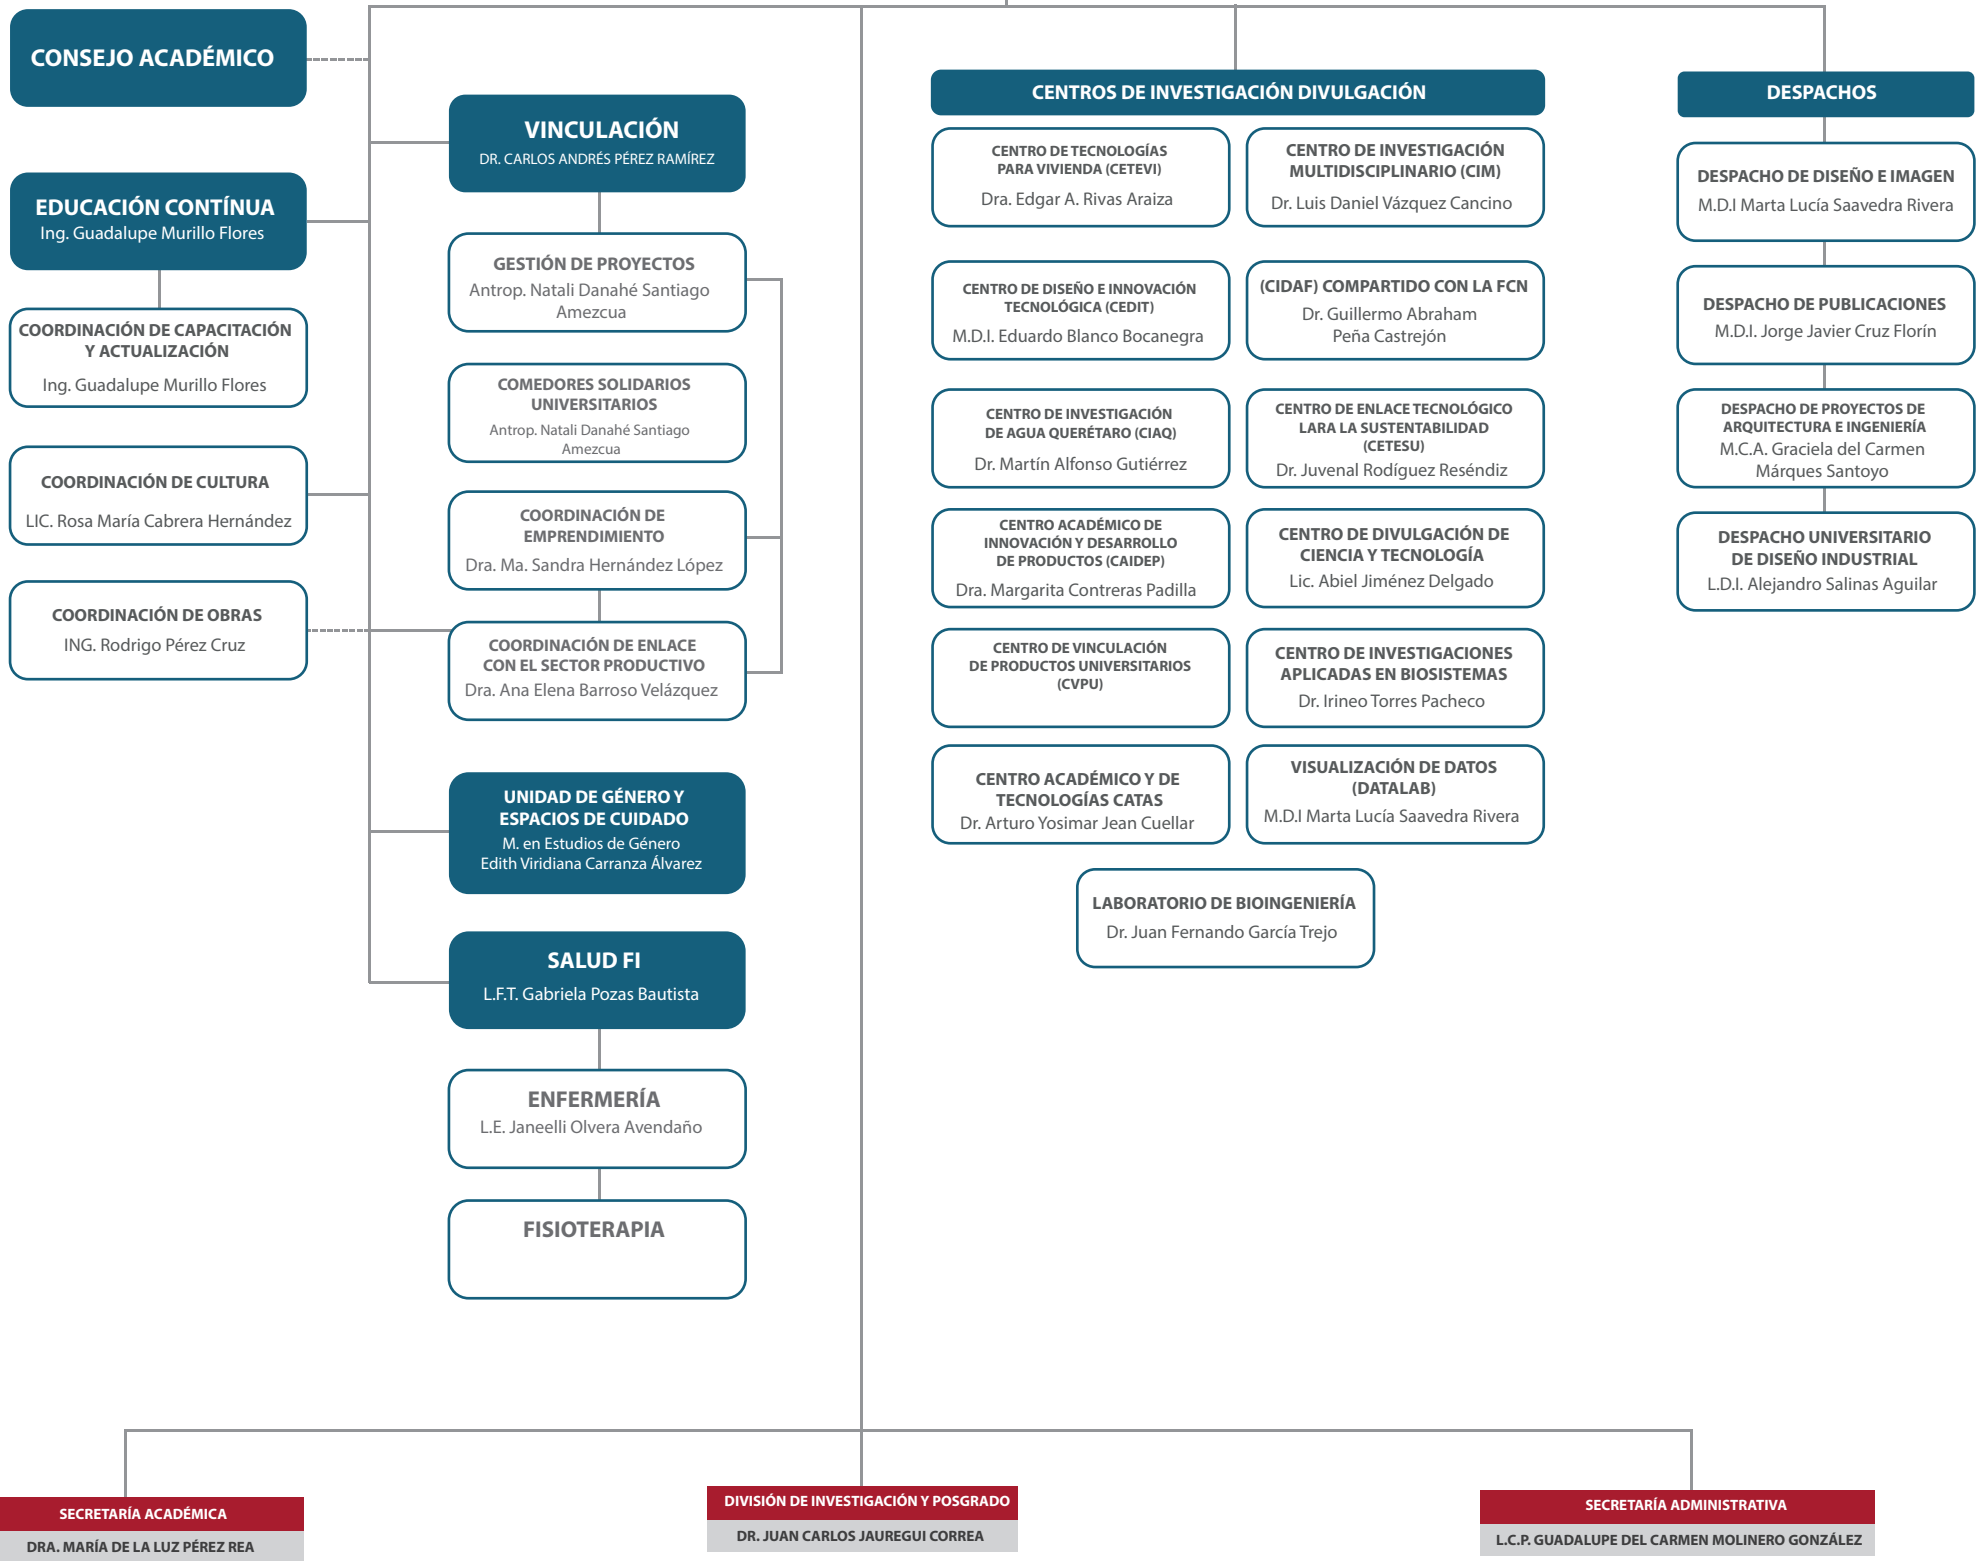 CONSEJO ACADÉMICO
EDUCACIÓN CONTÍNUA
Ing. Guadalupe Murillo Flores
COORDINACIÓN DE CAPACITACIÓN
Y ACTUALIZACIÓN
Ing. Guadalupe Murillo Flores
COORDINACIÓN DE CULTURA
LIC. Rosa María Cabrera Hernández
COORDINACIÓN DE OBRAS
ING. Rodrigo Pérez Cruz
VINCULACIÓN
DR. CARLOS ANDRÉS PÉREZ RAMÍREZ
GESTIÓN DE PROYECTOS
Antrop. Natali Danahé Santiago
Amezcua
COMEDORES SOLIDARIOS
UNIVERSITARIOS
Antrop. Natali Danahé Santiago
Amezcua
COORDINACIÓN DE
EMPRENDIMIENTO
Dra. Ma. Sandra Hernández López
COORDINACIÓN DE ENLACE
CON EL SECTOR PRODUCTIVO
Dra. Ana Elena Barroso Velázquez
UNIDAD DE GÉNERO Y
ESPACIOS DE CUIDADO
M. en Estudios de Género
Edith Viridiana Carranza Álvarez
SALUD FI
L.F.T. Gabriela Pozas Bautista
ENFERMERÍA
L.E. Janeelli Olvera Avendaño
FISIOTERAPIA
CENTROS DE INVESTIGACIÓN DIVULGACIÓN
CENTRO DE TECNOLOGÍAS
PARA VIVIENDA (CETEVI)
Dra. Edgar A. Rivas Araiza
CENTRO DE INVESTIGACIÓN
MULTIDISCIPLINARIO (CIM)
Dr. Luis Daniel Vázquez Cancino
CENTRO DE DISEÑO E INNOVACIÓN
TECNOLÓGICA (CEDIT)
M.D.I. Eduardo Blanco Bocanegra
(CIDAF) COMPARTIDO CON LA FCN
Dr. Guillermo Abraham
Peña Castrejón
CENTRO DE INVESTIGACIÓN
DE AGUA QUERÉTARO (CIAQ)
Dr. Martín Alfonso Gutiérrez
CENTRO DE ENLACE TECNOLÓGICO
LARA LA SUSTENTABILIDAD
(CETESU)
Dr. Juvenal Rodíguez Reséndiz
CENTRO ACADÉMICO DE
INNOVACIÓN Y DESARROLLO
DE PRODUCTOS (CAIDEP)
Dra. Margarita Contreras Padilla
CENTRO DE DIVULGACIÓN DE
CIENCIA Y TECNOLOGÍA
Lic. Abiel Jiménez Delgado
CENTRO DE VINCULACIÓN
DE PRODUCTOS UNIVERSITARIOS
(CVPU)
CENTRO DE INVESTIGACIONES
APLICADAS EN BIOSISTEMAS
Dr. Irineo Torres Pacheco
CENTRO ACADÉMICO Y DE
TECNOLOGÍAS CATAS
Dr. Arturo Yosimar Jean Cuellar
VISUALIZACIÓN DE DATOS
(DATALAB)
M.D.I Marta Lucía Saavedra Rivera
LABORATORIO DE BIOINGENIERÍA
Dr. Juan Fernando García Trejo
DESPACHOS
DESPACHO DE DISEÑO E IMAGEN
M.D.I Marta Lucía Saavedra Rivera
DESPACHO DE PUBLICACIONES
M.D.I. Jorge Javier Cruz Florín
DESPACHO DE PROYECTOS DE
ARQUITECTURA E INGENIERÍA
M.C.A. Graciela del Carmen
Márques Santoyo
DESPACHO UNIVERSITARIO
DE DISEÑO INDUSTRIAL
L.D.I. Alejandro Salinas Aguilar
SECRETARÍA ACADÉMICA
DRA. MARÍA DE LA LUZ PÉREZ REA
DIVISIÓN DE INVESTIGACIÓN Y POSGRADO
DR. JUAN CARLOS JAUREGUI CORREA
SECRETARÍA ADMINISTRATIVA
L.C.P. GUADALUPE DEL CARMEN MOLINERO GONZÁLEZ